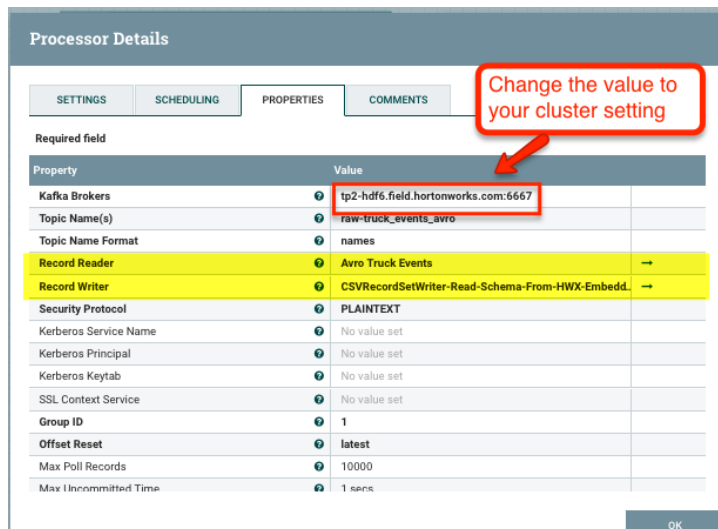 Processor Details
Change the value to
your cluster setting
SETTINGS SCHEDULING PROPERTIES COMMENTS
Required field
Property Value
Kafka Brokers tp2-hdf6.field.hortonworks.com:6667
Topic Name(s) raw-truck_events_avro
Topic Name Format names
Record Reader Avro Truck Events
Record Writer CSVRecordSetWriter-Read-Schema-From-HWX-Embedd..
Security Protocol PLAINTEXT
Kerberos Service Name No value set
Kerberos Principal No value set
Kerberos Keytab No value set
SSL Context Service No value set
Group ID 1
Offset Reset latest
Max Poll Records 10000
Max Uncommitted Time 1 secs
OK